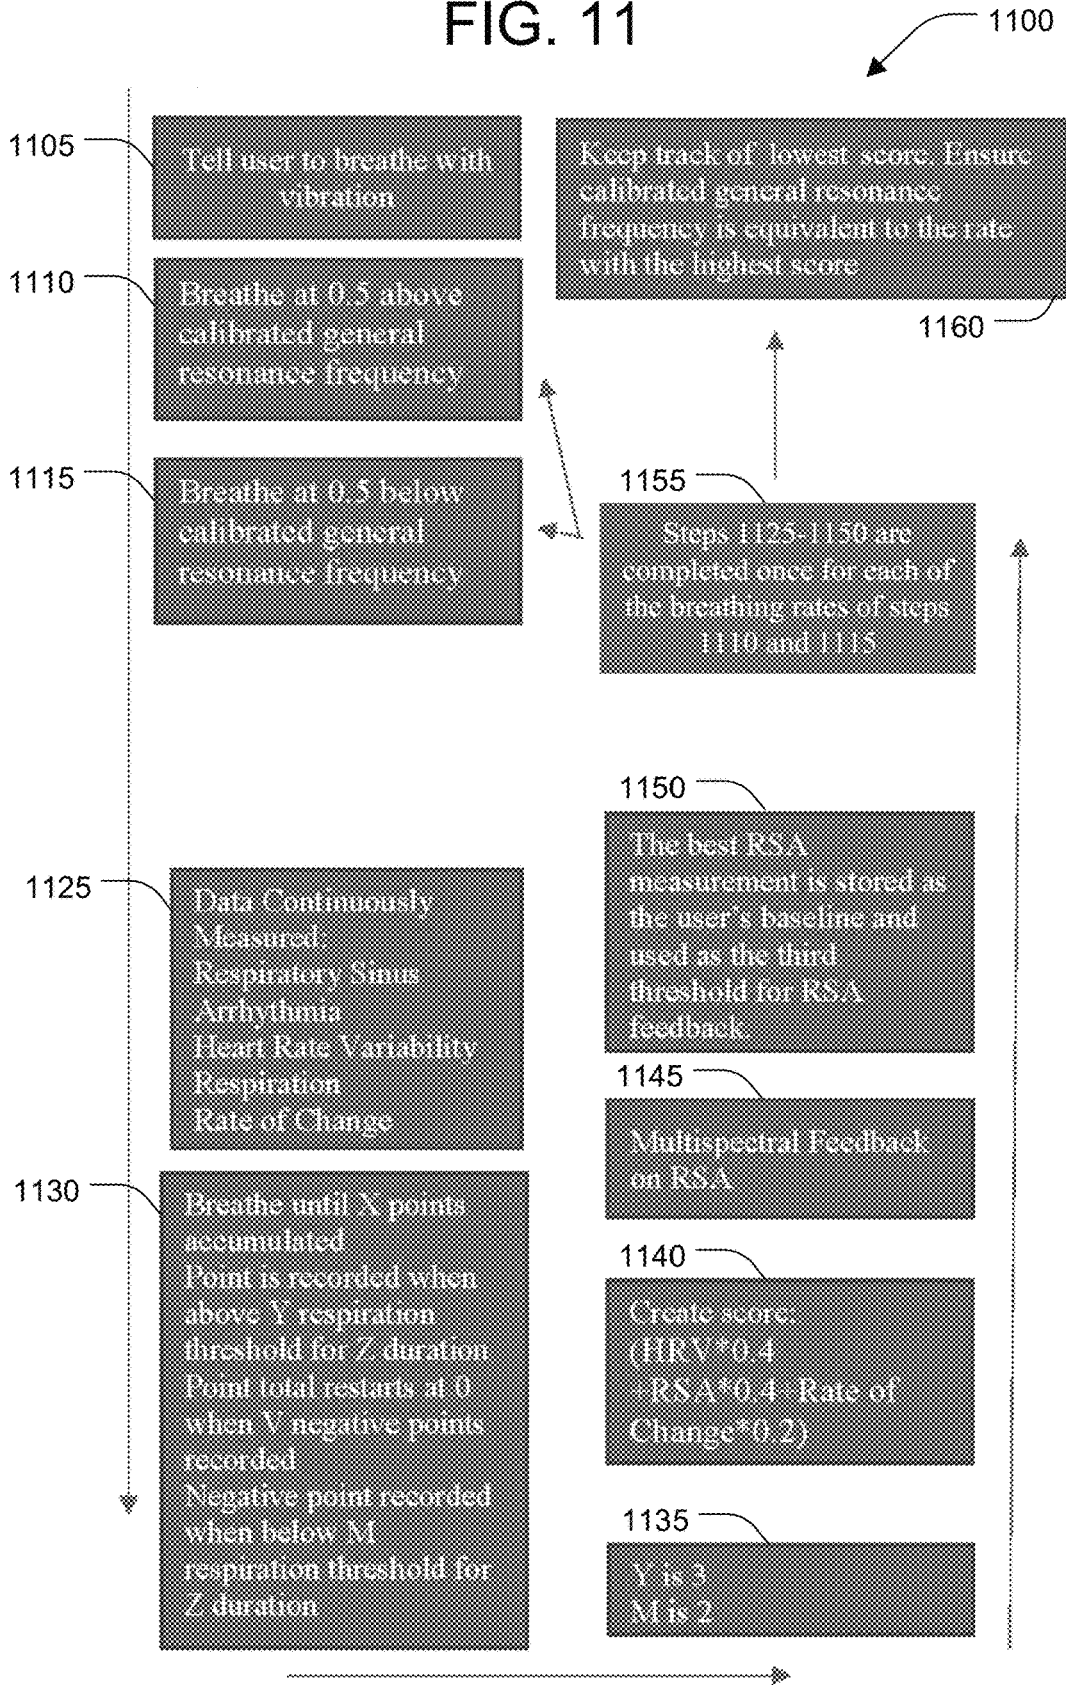 FIG. 11
1100
1105
Tell user to breathe with
vibration
1110
Breathe at 0.5 above
calibrated general
resonance frequency
1115
Breathe at 0.5 below
calibrated general
resonance frequency
1125
Data Continuously
Measured:
Respiratory Sinus
Arrhythmia
Heart Rate Variability
Respiration
Rate of Change
1130
Breathe until X points
accumulated
Point is recorded when
above Y respiration
threshold for Z duration
Point total restarts at 0
when V negative points
recorded
Negative point recorded
when below M
respiration threshold for
Z duration
1135
Y is 3
M is 2
1140
Create score:
(HRV*0.4
+RSA*0.4+Rate of
Change*0.2)
1145
Multispectral Feedback
on RSA
1150
The best RSA
measurement is stored as
the user's baseline and
used as the third
threshold for RSA
feedback.
1155
Steps 1125-1150 are
completed once for each of
the breathing rates of steps
1110 and 1115
Keep track of lowest score. Ensure
calibrated general resonance
frequency is equivalent to the rate
with the highest score
1160